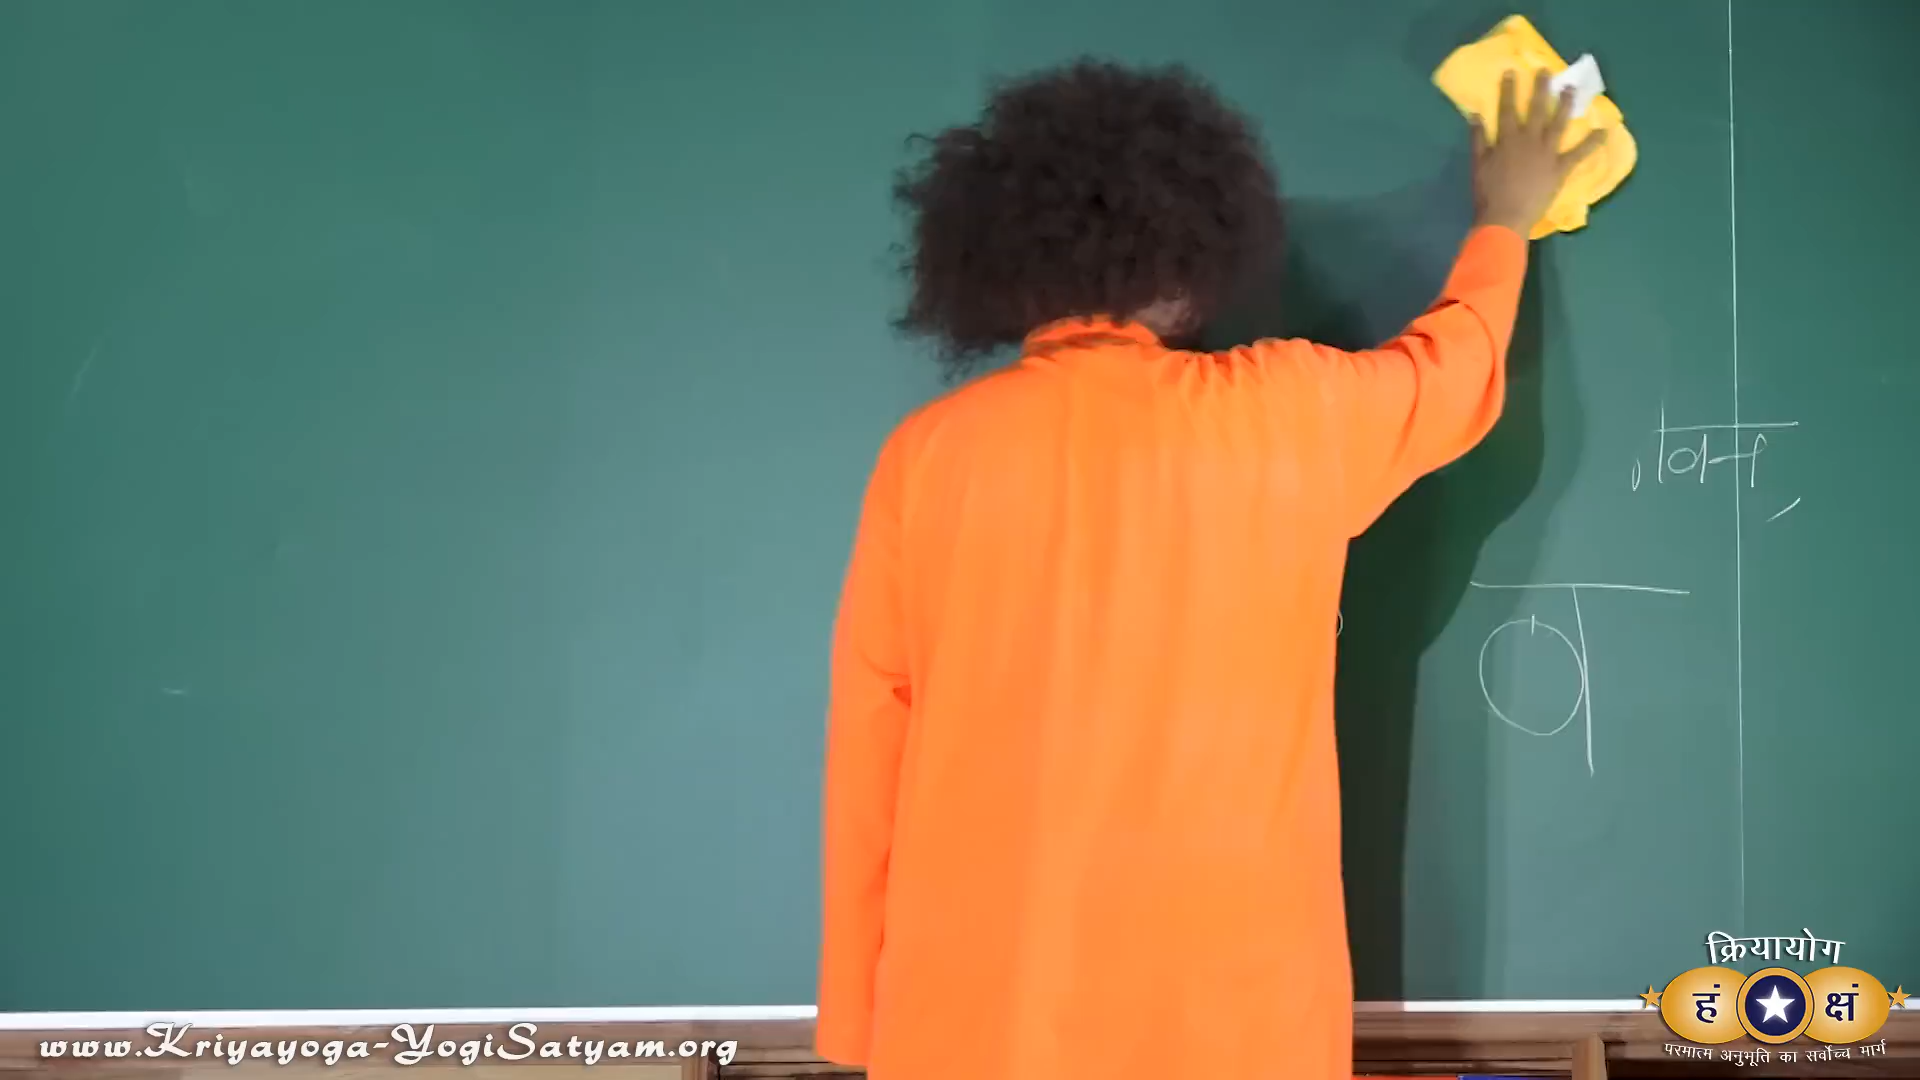 व
www.Kriyayoga-YogiSatyam.org
क्रियायोग
हं क्षं
परमात्म अनुभूति का सर्वोच्च मार्ग